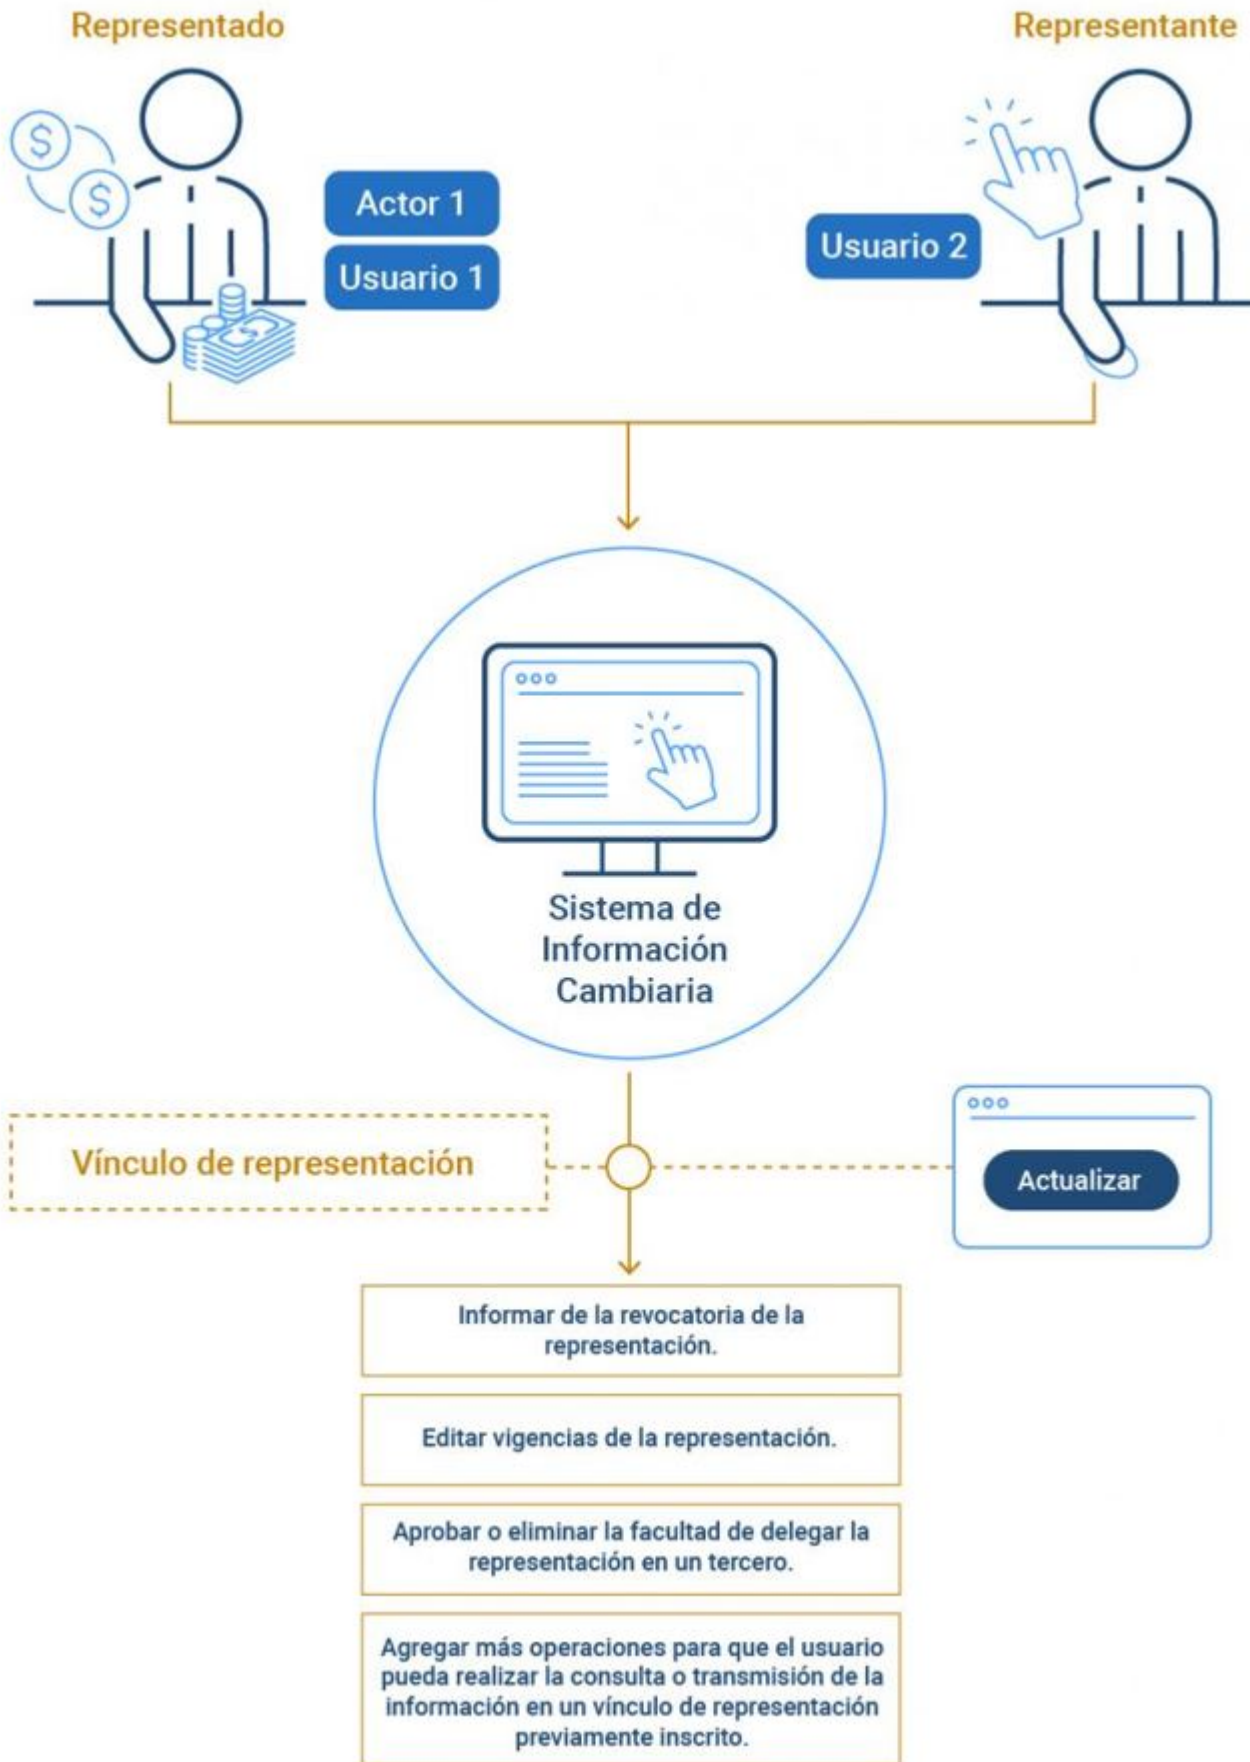 Representado
Representante
Actor 1
Usuario 1
Usuario 2
Sistema de
Información
Cambiaria
Vínculo de representación
Actualizar
Informar de la revocatoria de la
representación.
Editar vigencias de la representación.
Aprobar o eliminar la facultad de delegar la
representación en un tercero.
Agregar más operaciones para que el usuario
pueda realizar la consulta o transmisión de la
información en un vínculo de representación
previamente inscrito.